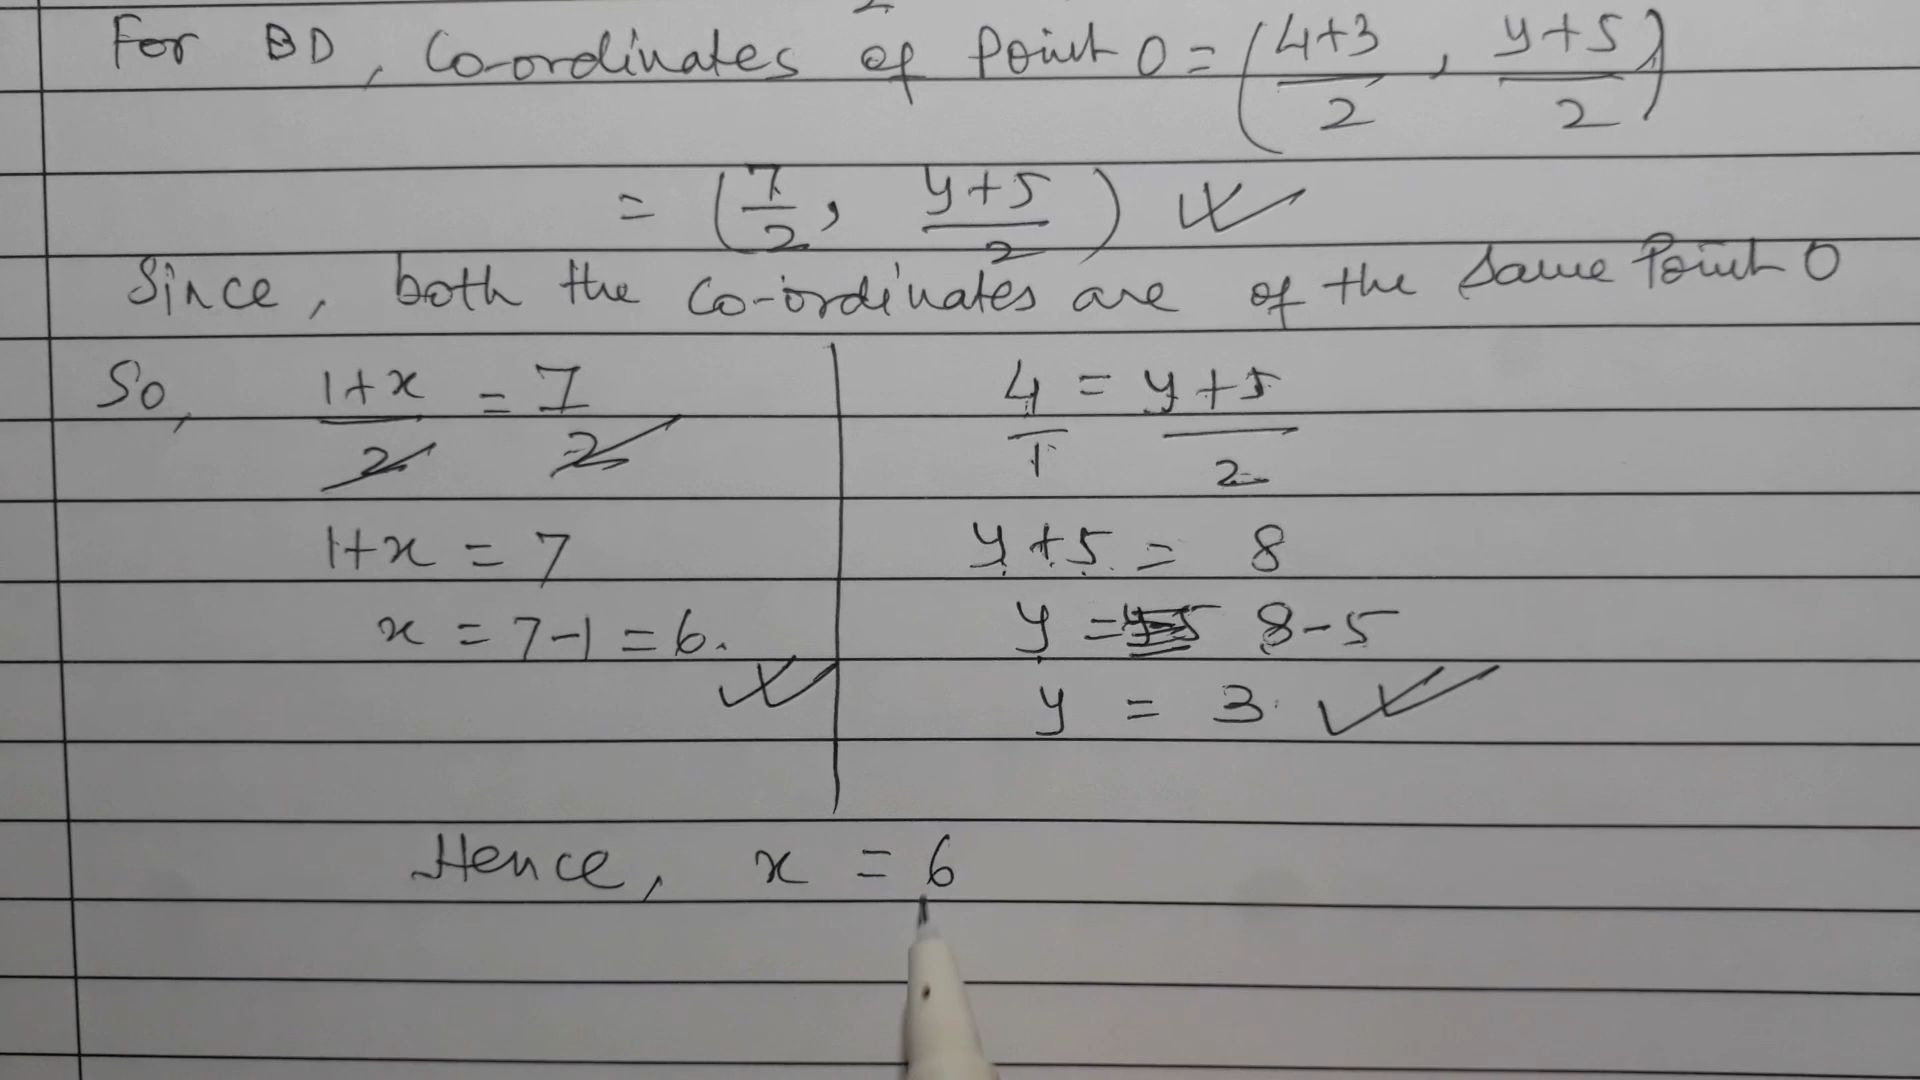 For BD, Co-ordinates of Point O = (4+3/2, y+5/2)
= (7/2, y+5/2)
Since, both the Co-ordinates are of the same Point O
So, 1+x/2 = 7/2
1+x = 7
x = 7-1 = 6.
4/1 = y+5/2
y+5 = 8
y = 8-5
y = 3.
Hence, x = 6